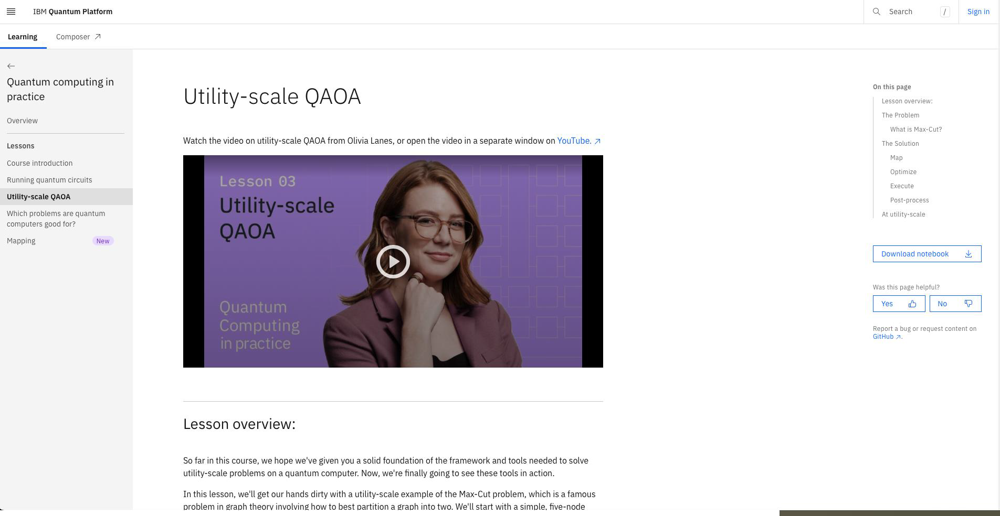 IBM Quantum Platform
Search
/
Sign in
Learning
Composer
Quantum computing in
practice
Overview
Lessons
Course introduction
Running quantum circuits
Utility-scale QAOA
Which problems are quantum
computers good for?
Mapping
New
Utility-scale QAOA
Watch the video on utility-scale QAOA from Olivia Lanes, or open the video in a separate window on YouTube.
Lesson 03
Utility-scale
QAOA
Quantum
Computing
in practice
Lesson overview:
So far in this course, we hope we've given you a solid foundation of the framework and tools needed to solve
utility-scale problems on a quantum computer. Now, we're finally going to see these tools in action.
In this lesson, we'll get our hands dirty with a utility-scale example of the Max-Cut problem, which is a famous
problem in graph theory involving how to best partition a graph into two. We'll start with a simple, five-node
On this page
Lesson overview:
The Problem
What is Max-Cut?
The Solution
Map
Optimize
Execute
Post-process
At utility-scale
Download notebook
Was this page helpful?
Yes
No
Report a bug or request content on
GitHub .